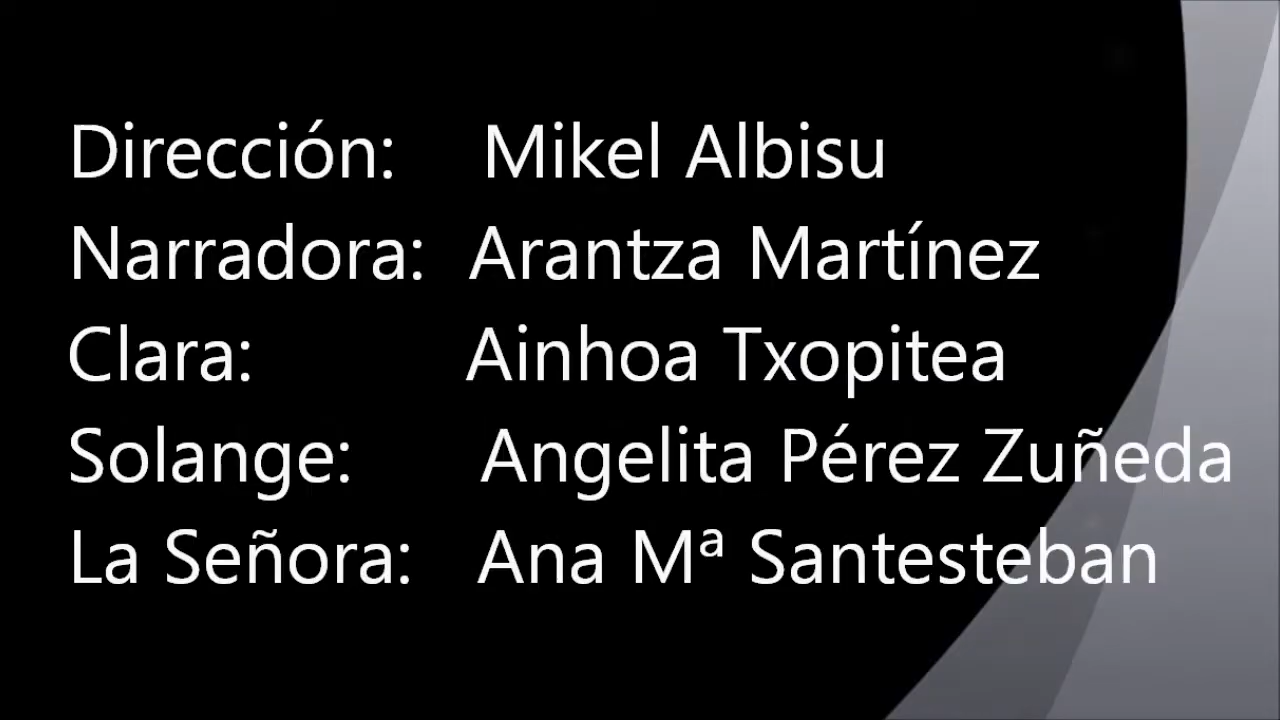 Dirección: Mikel Albisu
Narradora: Arantza Martínez
Clara: Ainhoa Txopitea
Solange: Angelita Pérez Zuñeda
La Señora: Ana Mª Santesteban